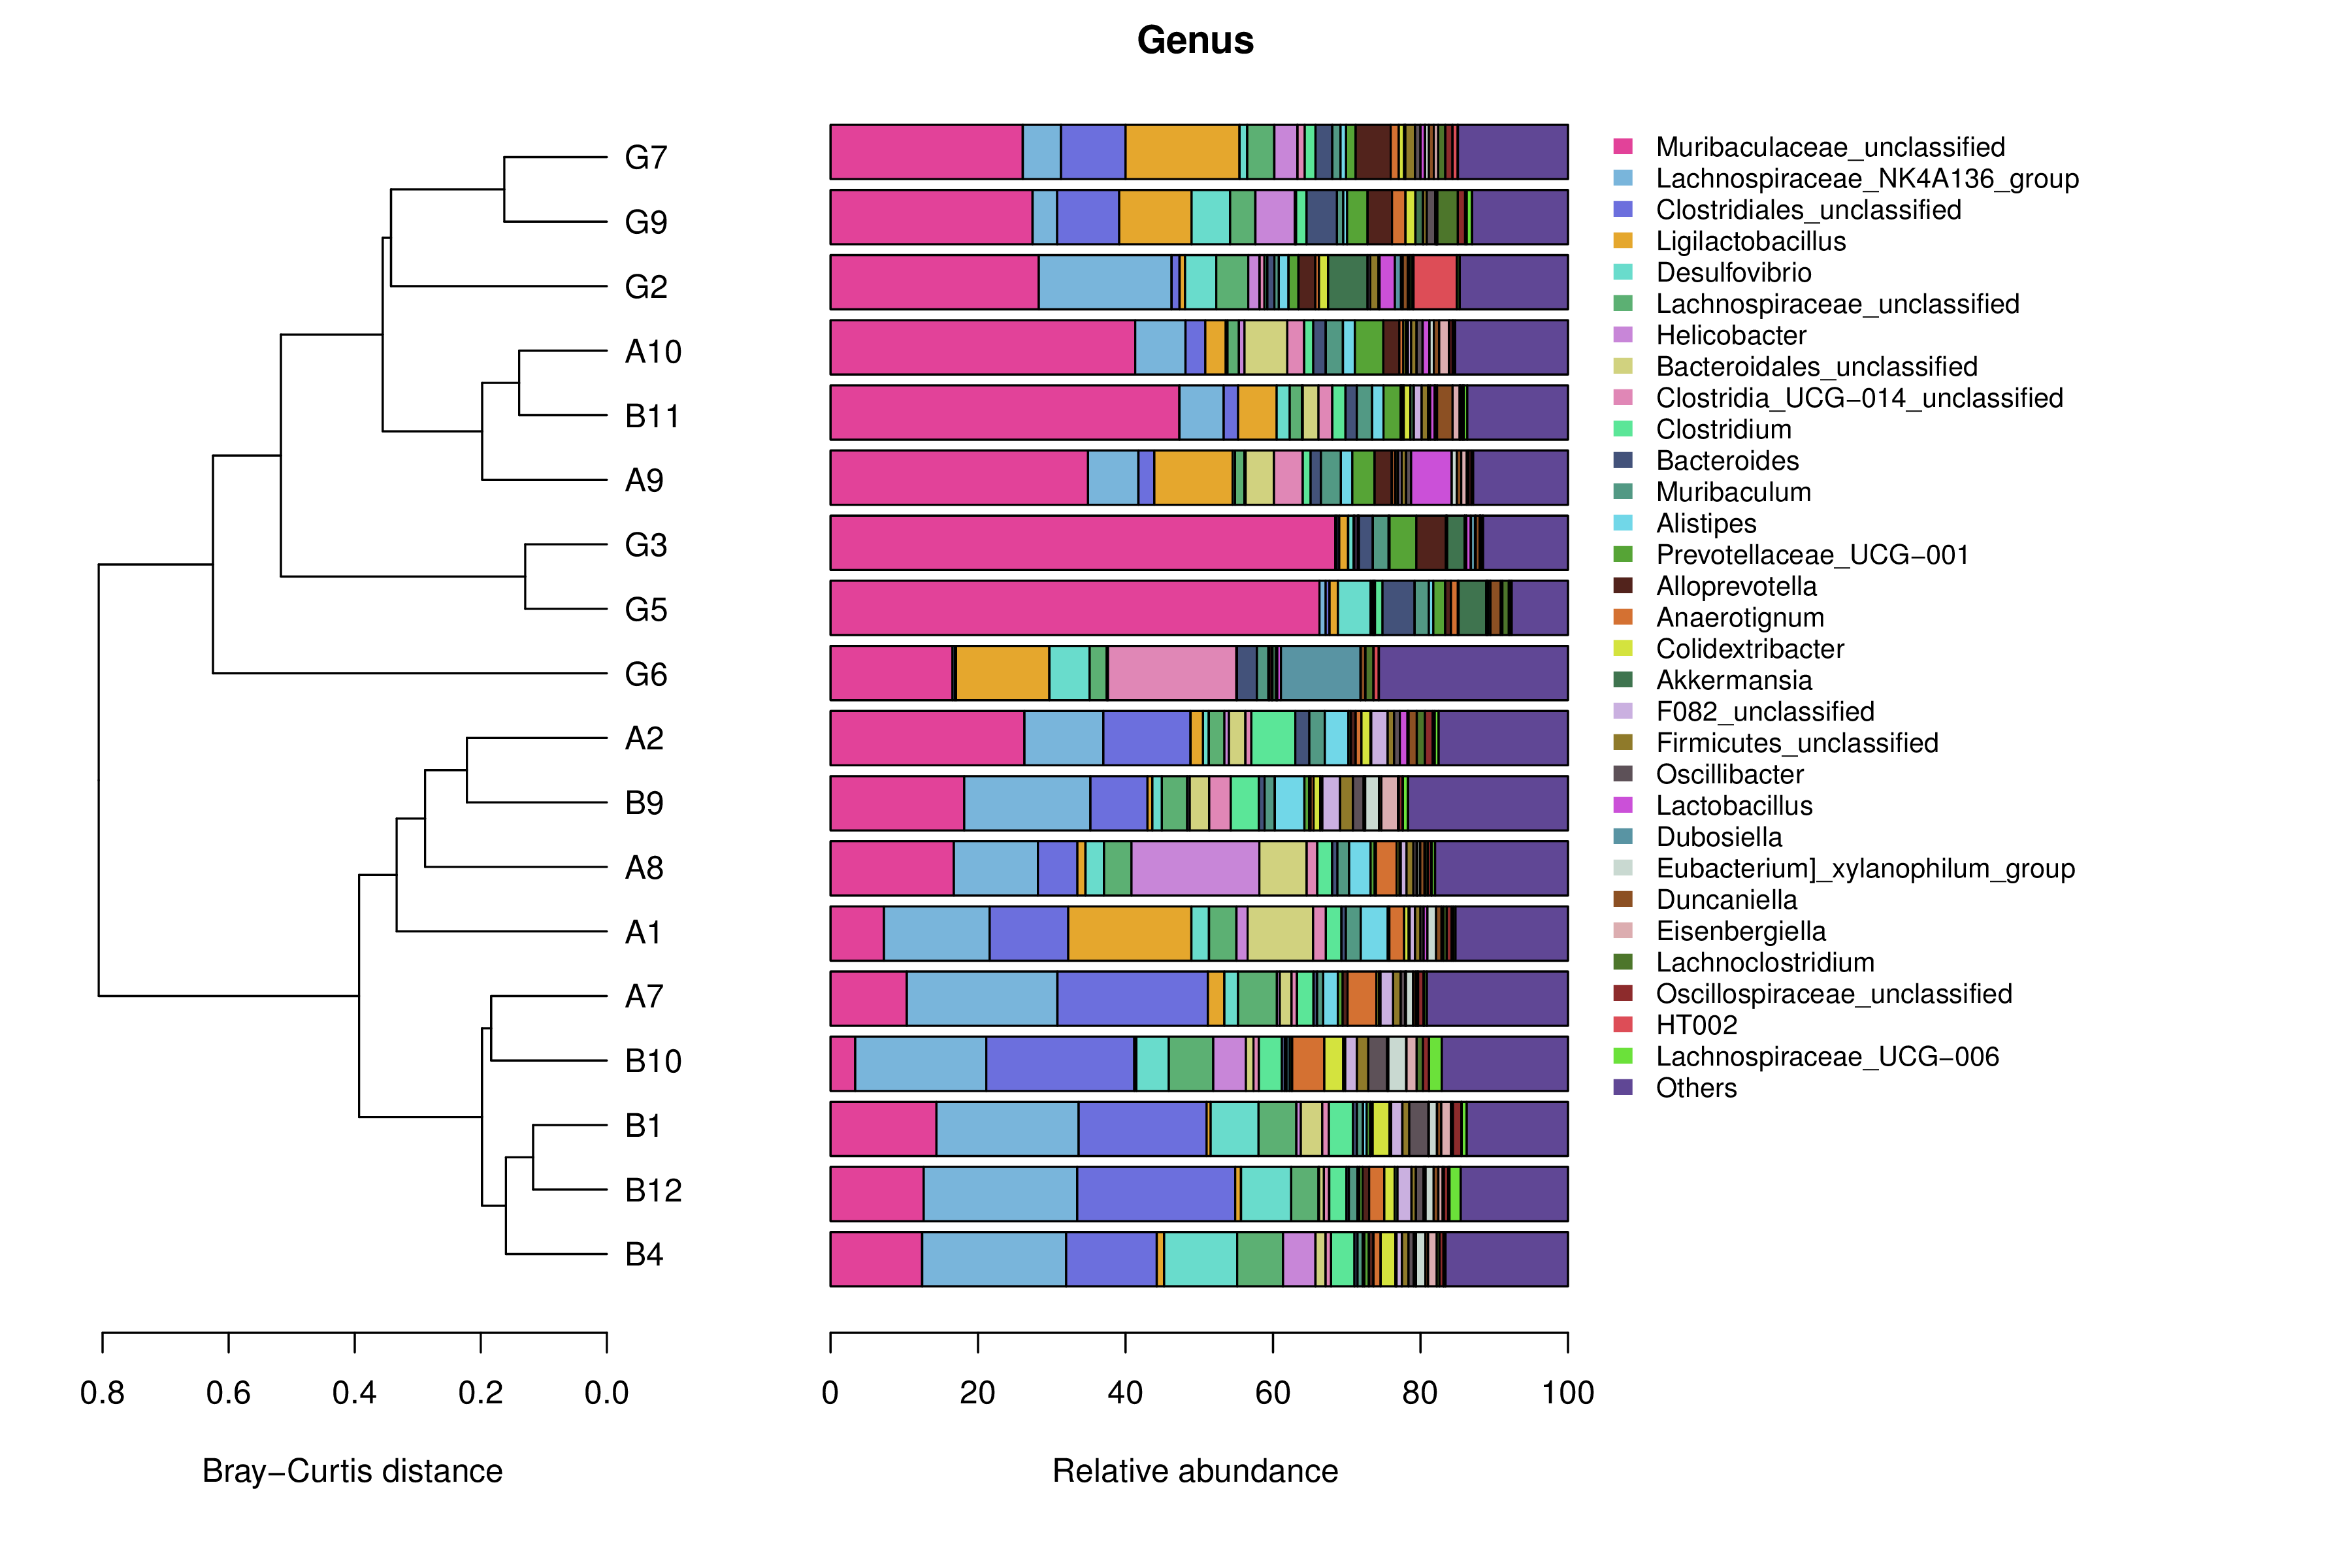 Genus
G7
G9
G2
A10
B11
A9
G3
G5
G6
A2
B9
A8
A1
A7
B10
B1
B12
B4
0.8 0.6 0.4 0.2 0.0
Bray−Curtis distance
0 20 40 60 80 100
Relative abundance
Muribaculaceae_unclassified
Lachnospiraceae_NK4A136_group
Clostridiales_unclassified
Ligilactobacillus
Desulfovibrio
Lachnospiraceae_unclassified
Helicobacter
Bacteroidales_unclassified
Clostridia_UCG−014_unclassified
Clostridium
Bacteroides
Muribaculum
Alistipes
Prevotellaceae_UCG−001
Alloprevotella
Anaerotignum
Colidextribacter
Akkermansia
F082_unclassified
Firmicutes_unclassified
Oscillibacter
Lactobacillus
Dubosiella
Eubacterium]_xylanophilum_group
Duncaniella
Eisenbergiella
Lachnoclostridium
Oscillospiraceae_unclassified
HT002
Lachnospiraceae_UCG−006
Others